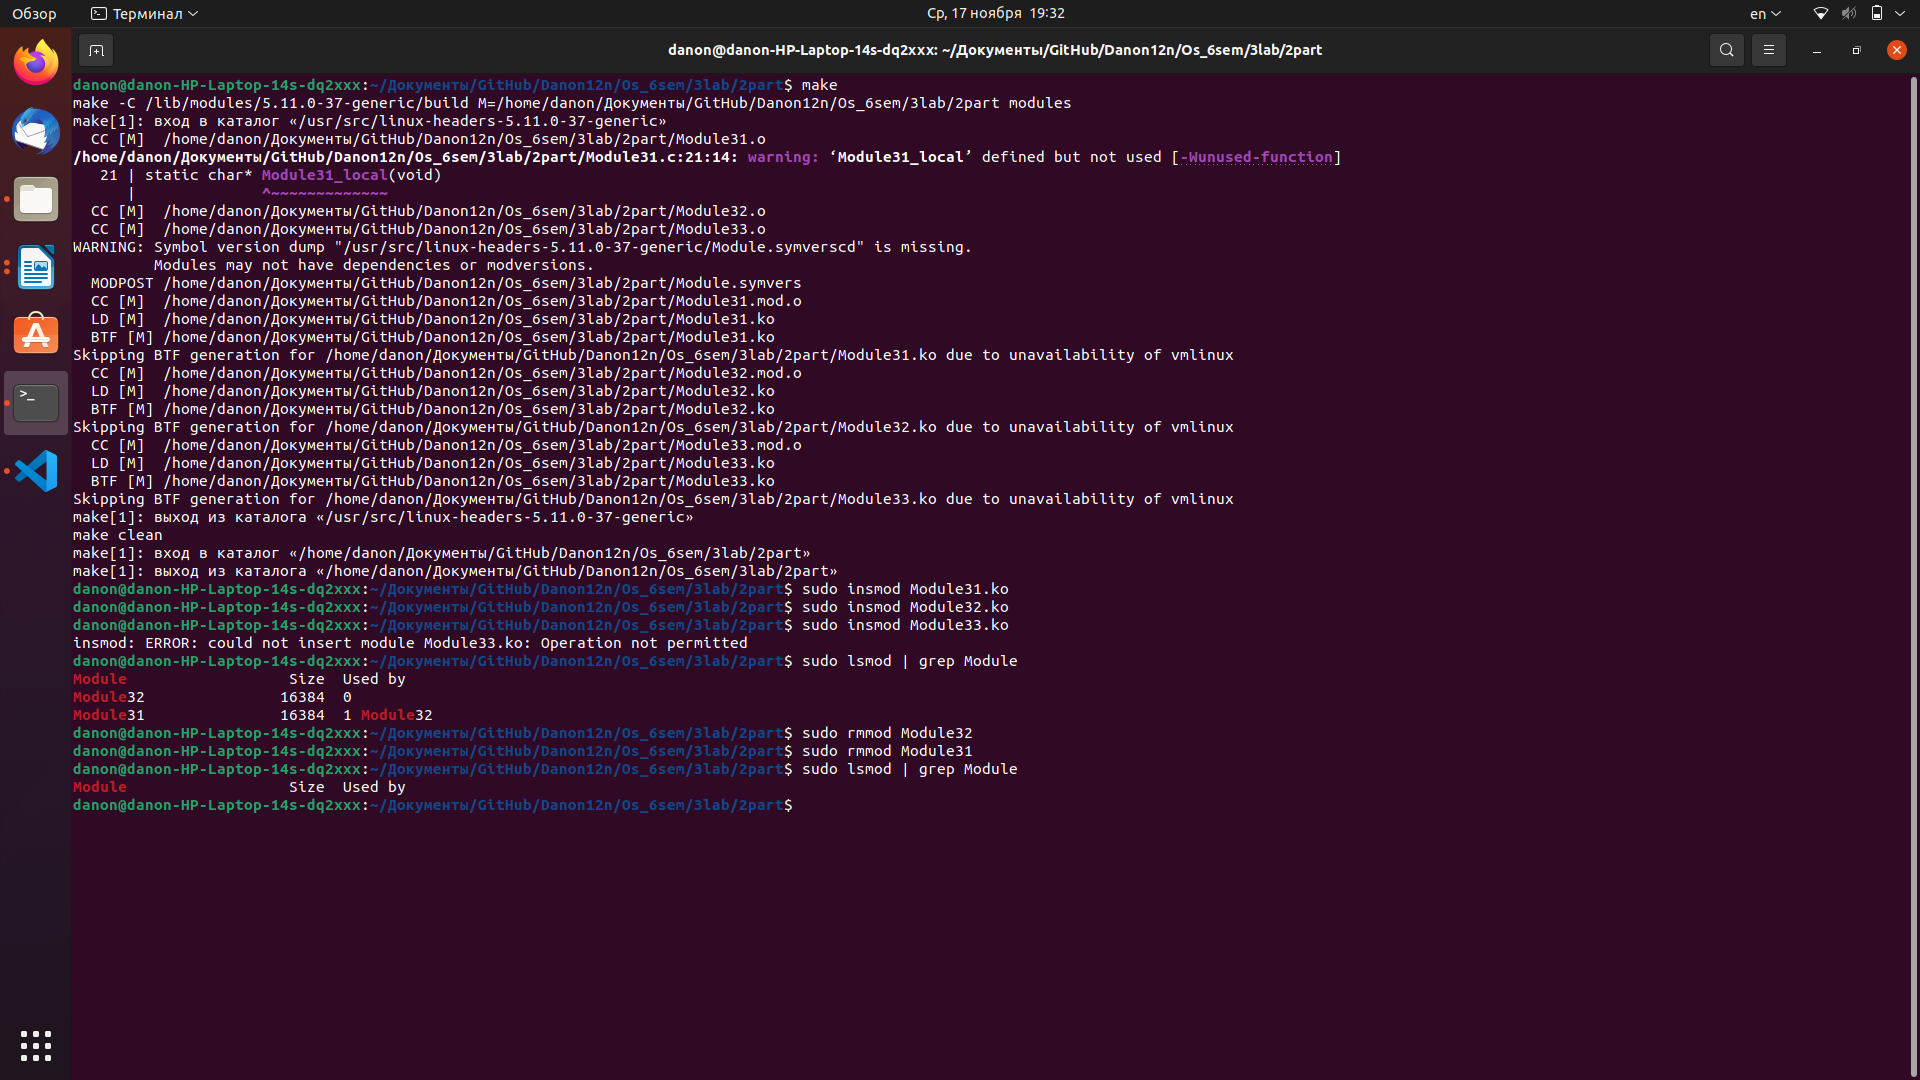 Обзор
Терминал
Ср, 17 ноября 19:32
en
danon@danon-HP-Laptop-14s-dq2xxx: ~/Документы/GitHub/Danon12n/Os_6sem/3lab/2part
danon@danon-HP-Laptop-14s-dq2xxx:~/Документы/GitHub/Danon12n/Os_6sem/3lab/2part$ make
make -C /lib/modules/5.11.0-37-generic/build M=/home/danon/Документы/GitHub/Danon12n/Os_6sem/3lab/2part modules
make[1]: вход в каталог «/usr/src/linux-headers-5.11.0-37-generic»
  CC [M]  /home/danon/Документы/GitHub/Danon12n/Os_6sem/3lab/2part/Module31.o
/home/danon/Документы/GitHub/Danon12n/Os_6sem/3lab/2part/Module31.c:21:14: warning: ‘Module31_local’ defined but not used [-Wunused-function]
   21 | static char* Module31_local(void)
      |              ^~~~~~~~~~~~~~
  CC [M]  /home/danon/Документы/GitHub/Danon12n/Os_6sem/3lab/2part/Module32.o
  CC [M]  /home/danon/Документы/GitHub/Danon12n/Os_6sem/3lab/2part/Module33.o
WARNING: Symbol version dump "/usr/src/linux-headers-5.11.0-37-generic/Module.symverscd" is missing.
         Modules may not have dependencies or modversions.
  MODPOST /home/danon/Документы/GitHub/Danon12n/Os_6sem/3lab/2part/Module.symvers
  CC [M]  /home/danon/Документы/GitHub/Danon12n/Os_6sem/3lab/2part/Module31.mod.o
  LD [M]  /home/danon/Документы/GitHub/Danon12n/Os_6sem/3lab/2part/Module31.ko
  BTF [M] /home/danon/Документы/GitHub/Danon12n/Os_6sem/3lab/2part/Module31.ko
Skipping BTF generation for /home/danon/Документы/GitHub/Danon12n/Os_6sem/3lab/2part/Module31.ko due to unavailability of vmlinux
  CC [M]  /home/danon/Документы/GitHub/Danon12n/Os_6sem/3lab/2part/Module32.mod.o
  LD [M]  /home/danon/Документы/GitHub/Danon12n/Os_6sem/3lab/2part/Module32.ko
  BTF [M] /home/danon/Документы/GitHub/Danon12n/Os_6sem/3lab/2part/Module32.ko
Skipping BTF generation for /home/danon/Документы/GitHub/Danon12n/Os_6sem/3lab/2part/Module32.ko due to unavailability of vmlinux
  CC [M]  /home/danon/Документы/GitHub/Danon12n/Os_6sem/3lab/2part/Module33.mod.o
  LD [M]  /home/danon/Документы/GitHub/Danon12n/Os_6sem/3lab/2part/Module33.ko
  BTF [M] /home/danon/Документы/GitHub/Danon12n/Os_6sem/3lab/2part/Module33.ko
Skipping BTF generation for /home/danon/Документы/GitHub/Danon12n/Os_6sem/3lab/2part/Module33.ko due to unavailability of vmlinux
make[1]: выход из каталога «/usr/src/linux-headers-5.11.0-37-generic»
make clean
make[1]: вход в каталог «/home/danon/Документы/GitHub/Danon12n/Os_6sem/3lab/2part»
make[1]: выход из каталога «/home/danon/Документы/GitHub/Danon12n/Os_6sem/3lab/2part»
danon@danon-HP-Laptop-14s-dq2xxx:~/Документы/GitHub/Danon12n/Os_6sem/3lab/2part$ sudo insmod Module31.ko
danon@danon-HP-Laptop-14s-dq2xxx:~/Документы/GitHub/Danon12n/Os_6sem/3lab/2part$ sudo insmod Module32.ko
danon@danon-HP-Laptop-14s-dq2xxx:~/Документы/GitHub/Danon12n/Os_6sem/3lab/2part$ sudo insmod Module33.ko
insmod: ERROR: could not insert module Module33.ko: Operation not permitted
danon@danon-HP-Laptop-14s-dq2xxx:~/Документы/GitHub/Danon12n/Os_6sem/3lab/2part$ sudo lsmod | grep Module
Module                  Size  Used by
Module32               16384  0
Module31               16384  1 Module32
danon@danon-HP-Laptop-14s-dq2xxx:~/Документы/GitHub/Danon12n/Os_6sem/3lab/2part$ sudo rmmod Module32
danon@danon-HP-Laptop-14s-dq2xxx:~/Документы/GitHub/Danon12n/Os_6sem/3lab/2part$ sudo rmmod Module31
danon@danon-HP-Laptop-14s-dq2xxx:~/Документы/GitHub/Danon12n/Os_6sem/3lab/2part$ sudo lsmod | grep Module
Module                  Size  Used by
danon@danon-HP-Laptop-14s-dq2xxx:~/Документы/GitHub/Danon12n/Os_6sem/3lab/2part$